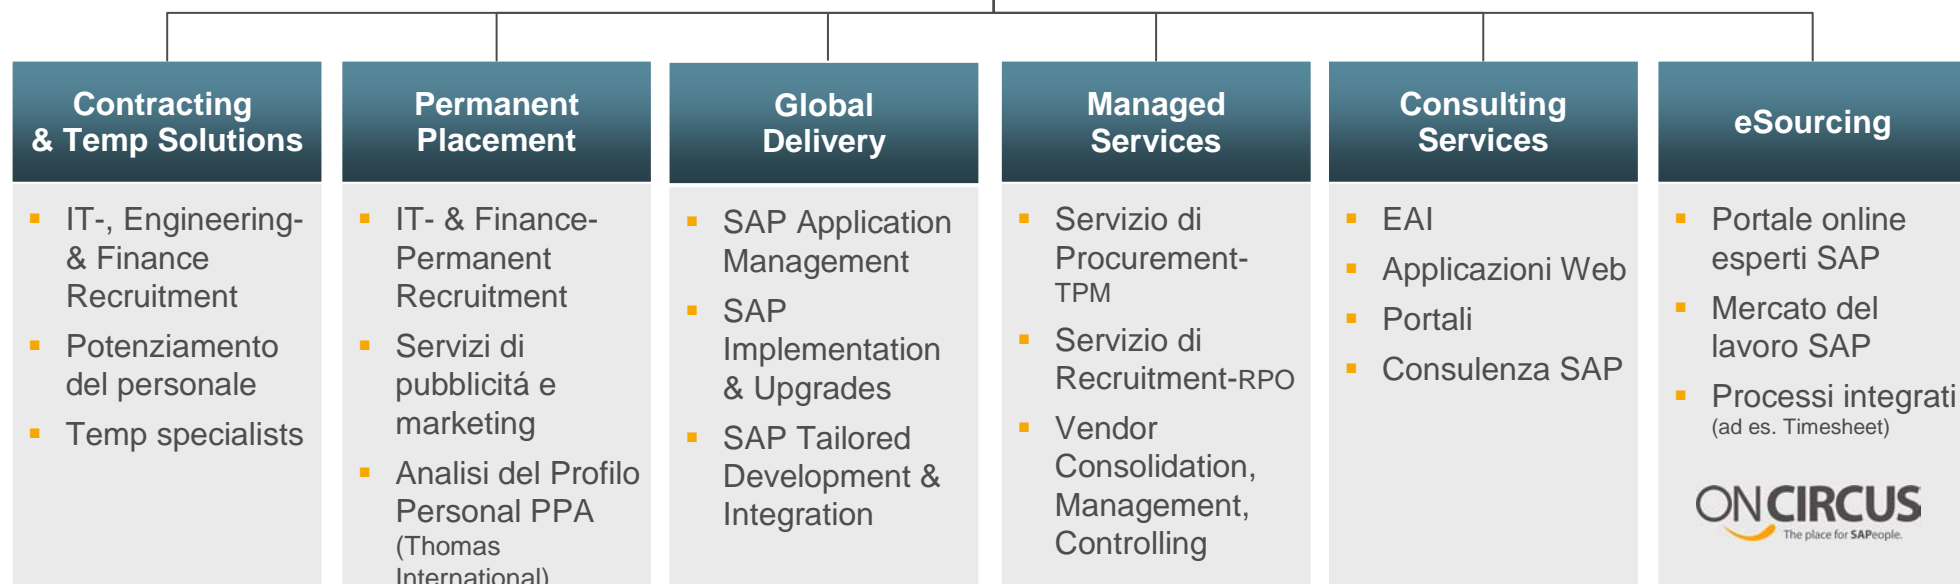 Contracting
& Temp Solutions
IT-, Engineering-
& Finance
Recruitment
Potenziamento
del personale
Temp specialists
Permanent
Placement
IT- & Finance-
Permanent
Recruitment
Servizi di
pubblicitá e
marketing
Analisi del Profilo
Personal PPA
(Thomas
International)
Global
Delivery
SAP Application
Management
SAP
Implementation
& Upgrades
SAP Tailored
Development &
Integration
Managed
Services
Servizio di
Procurement-
TPM
Servizio di
Recruitment-RPO
Vendor
Consolidation,
Management,
Controlling
Consulting
Services
EAI
Applicazioni Web
Portali
Consulenza SAP
eSourcing
Portale online
esperti SAP
Mercato del
lavoro SAP
Processi integrati
(ad es. Timesheet)
ONCIRCUS
The place for SAPeople.